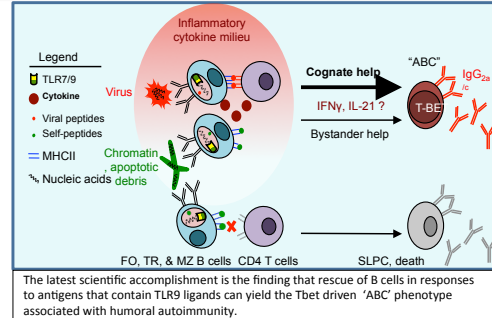 Inflammatory
cytokine milieu
Legend
TLR7/9
Cytokine
Viral peptides
Self-peptides
MHCII
Nucleic acids
Virus
Chromatin
, apoptotic
debris
Cognate help
IFNγ, IL-21 ?
Bystander help
"ABC"
IgG2a
/c
T-BE
FO, TR, & MZ B cells
CD4 T cells
SLPC, death
The latest scientific accomplishment is the finding that rescue of B cells in responses
to antigens that contain TLR9 ligands can yield the Tbet driven 'ABC' phenotype
associated with humoral autoimmunity.